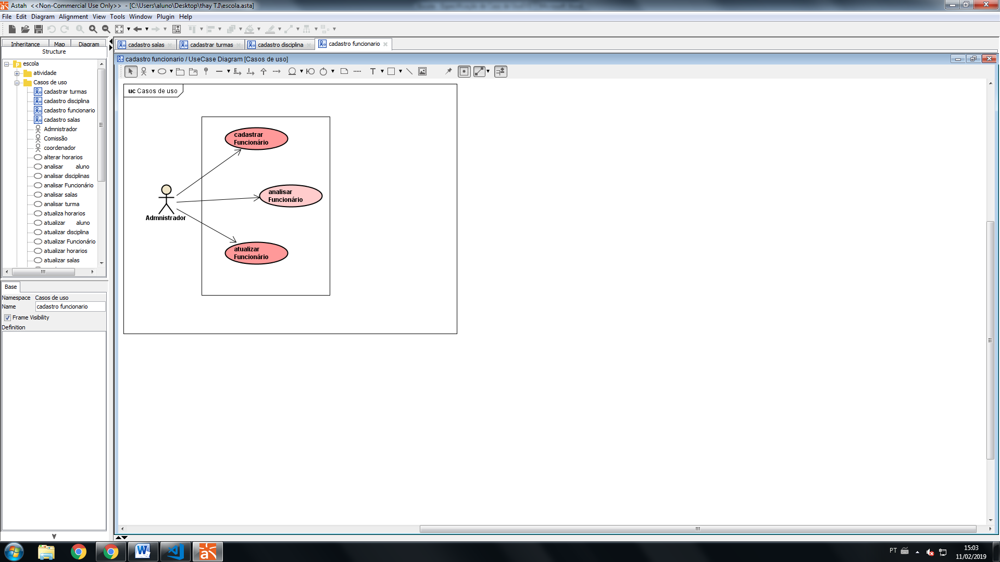 Astah <<Non-Commercial Use Only>> - [C:\Users\aluno\Desktop\thay T.I\escola.asta]
File Edit Diagram Alignment View Tools Window Plugin Help
Inheritance Map Diagram
Structure
cadastro salas cadastrar turmas cadastro disciplina cadastro funcionario
cadastro funcionario / UseCase Diagram [Casos de uso]
escola
atividade
Casos de uso
cadastrar turmas
cadastro disciplina
cadastro funcionario
cadastro salas
Admnistrador
Comissão
coordenador
alterar horarios
analisar aluno
analisar disciplinas
analisar Funcionário
analisar salas
analisar turma
atualiza horarios
atualizar aluno
atualizar disciplina
atualizar Funcionário
atualizar horarios
atualizar salas
Base
Namespace Casos de uso
Name cadastro funcionario
Frame Visibility
Definition
uc Casos de uso
cadastrar
Funcionário
analisar
Funcionário
Admnistrador
atualizar
Funcionário
PT
15:03
11/02/2019